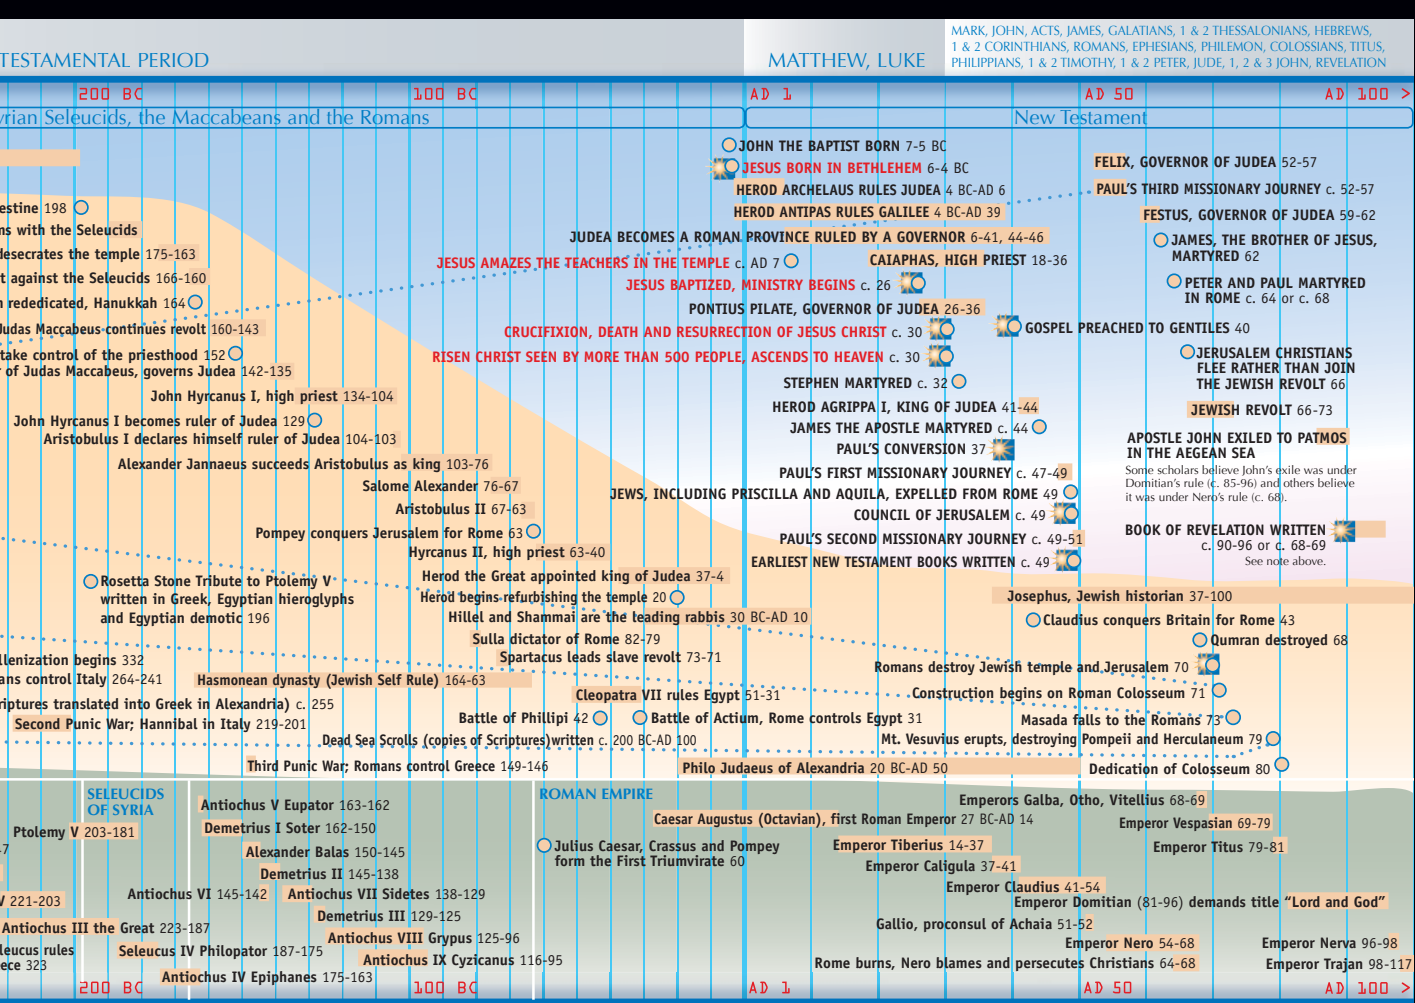 MARK, JOHN, ACTS, JAMES, GALATIANS, 1 & 2 THESSALONIANS, HEBREWS,
1 & 2 CORINTHIANS, ROMANS, EPHESIANS, PHILEMON, COLOSSIANS, TITUS,
PHILIPPIANS, 1 & 2 TIMOTHY, 1 & 2 PETER, JUDE, 1, 2 & 3 JOHN, REVELATION
TESTAMENTAL PERIOD
MATTHEW, LUKE
200 BC
100 BC
AD 1
AD 50
AD 100 >
yrian Seleucids, the Maccabeans and the Romans
New Testament
estine 198
ns with the Seleucids
desecrates the temple 175-163
t against the Seleucids 166-160
n rededicated, Hanukkah 164
Judas Maccabeus continues revolt 160-143
take control of the priesthood 152
r of Judas Maccabeus, governs Judea 142-135
John Hyrcanus I, high priest 134-104
John Hyrcanus I becomes ruler of Judea 129
Aristobulus I declares himself ruler of Judea 104-103
Alexander Jannaeus succeeds Aristobulus as king 103-76
Salome Alexander 76-67
Aristobulus II 67-63
Pompey conquers Jerusalem for Rome 63
Hyrcanus II, high priest 63-40
Herod the Great appointed king of Judea 37-4
Herod begins refurbishing the temple 20
Hillel and Shammai are the leading rabbis 30 BC-AD 10
Rosetta Stone Tribute to Ptolemy V
written in Greek, Egyptian hieroglyphs
and Egyptian demotic 196
Sulla dictator of Rome 82-79
Spartacus leads slave revolt 73-71
llenization begins 332
ans control Italy 264-241
Hasmonean dynasty (Jewish Self Rule) 164-63
Cleopatra VII rules Egypt 51-31
riptures translated into Greek in Alexandria) c. 255
Second Punic War; Hannibal in Italy 219-201
Battle of Phillipi 42
Battle of Actium, Rome controls Egypt 31
Dead Sea Scrolls (copies of Scriptures)written c. 200 BC-AD 100
Third Punic War; Romans control Greece 149-146
Philo Judaeus of Alexandria 20 BC-AD 50
JOHN THE BAPTIST BORN 7-5 BC
JESUS BORN IN BETHLEHEM 6-4 BC
HEROD ARCHELAUS RULES JUDEA 4 BC-AD 6
HEROD ANTIPAS RULES GALILEE 4 BC-AD 39
JUDEA BECOMES A ROMAN PROVINCE RULED BY A GOVERNOR 6-41, 44-46
JESUS AMAZES THE TEACHERS IN THE TEMPLE c. AD 7
CAIAPHAS, HIGH PRIEST 18-36
JESUS BAPTIZED, MINISTRY BEGINS c. 26
PONTIUS PILATE, GOVERNOR OF JUDEA 26-36
CRUCIFIXION, DEATH AND RESURRECTION OF JESUS CHRIST c. 30
GOSPEL PREACHED TO GENTILES 40
RISEN CHRIST SEEN BY MORE THAN 500 PEOPLE, ASCENDS TO HEAVEN c. 30
STEPHEN MARTYRED c. 32
HEROD AGRIPPA I, KING OF JUDEA 41-44
JAMES THE APOSTLE MARTYRED c. 44
PAUL'S CONVERSION 37
PAUL'S FIRST MISSIONARY JOURNEY c. 47-49
JEWS, INCLUDING PRISCILLA AND AQUILA, EXPELLED FROM ROME 49
COUNCIL OF JERUSALEM c. 49
PAUL'S SECOND MISSIONARY JOURNEY c. 49-51
EARLIEST NEW TESTAMENT BOOKS WRITTEN c. 49
FELIX, GOVERNOR OF JUDEA 52-57
PAUL'S THIRD MISSIONARY JOURNEY c. 52-57
FESTUS, GOVERNOR OF JUDEA 59-62
JAMES, THE BROTHER OF JESUS,
MARTYRED 62
PETER AND PAUL MARTYRED
IN ROME c. 64 or c. 68
JERUSALEM CHRISTIANS
FLEE RATHER THAN JOIN
THE JEWISH REVOLT 66
JEWISH REVOLT 66-73
APOSTLE JOHN EXILED TO PATMOS
IN THE AEGEAN SEA
Some scholars believe John's exile was under
Domitian's rule (c. 85-96) and others believe
it was under Nero's rule (c. 68).
BOOK OF REVELATION WRITTEN
c. 90-96 or c. 68-69
See note above.
Josephus, Jewish historian 37-100
Claudius conquers Britain for Rome 43
Qumran destroyed 68
Romans destroy Jewish temple and Jerusalem 70
Construction begins on Roman Colosseum 71
Masada falls to the Romans 73
Mt. Vesuvius erupts, destroying Pompeii and Herculaneum 79
Dedication of Colosseum 80
SELEUCIDS
OF SYRIA
Ptolemy V 203-181
47
V 221-203
Antiochus III the Great 223-187
leucus rules
ece 323
Antiochus V Eupator 163-162
Demetrius I Soter 162-150
Alexander Balas 150-145
Demetrius II 145-138
Antiochus VI 145-142
Antiochus VII Sidetes 138-129
Demetrius III 129-125
Antiochus VIII Grypus 125-96
Seleucus IV Philopator 187-175
Antiochus IX Cyzicanus 116-95
Antiochus IV Epiphanes 175-163
ROMAN EMPIRE
Caesar Augustus (Octavian), first Roman Emperor 27 BC-AD 14
Julius Caesar, Crassus and Pompey
form the First Triumvirate 60
Emperors Galba, Otho, Vitellius 68-69
Emperor Vespasian 69-79
Emperor Tiberius 14-37
Emperor Titus 79-81
Emperor Caligula 37-41
Emperor Claudius 41-54
Emperor Domitian (81-96) demands title "Lord and God"
Gallio, proconsul of Achaia 51-52
Emperor Nero 54-68
Emperor Nerva 96-98
Rome burns, Nero blames and persecutes Christians 64-68
Emperor Trajan 98-117
200 BC
100 BC
AD 1
AD 50
AD 100 >